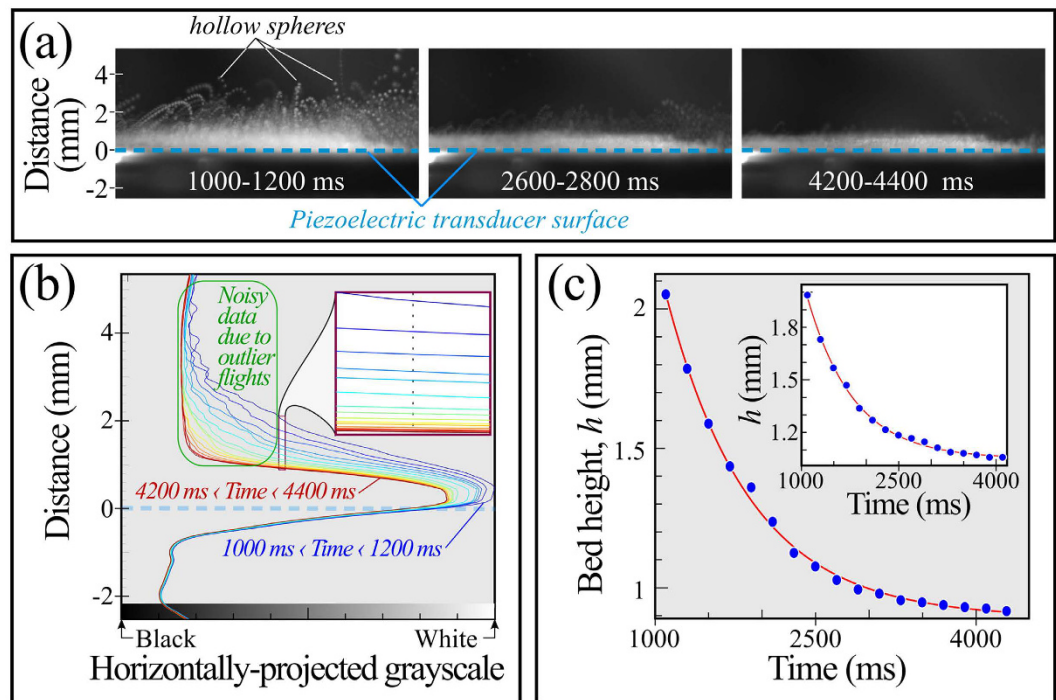 (a)
hollow spheres
Distance
(mm)
4
2
0
-2
1000-1200 ms
2600-2800 ms
4200-4400 ms
Piezoelectric transducer surface
(b)
Distance (mm)
4
2
0
-2
Noisy
data
due to
outlier
flights
4200 ms ‹ Time ‹ 4400 ms
1000 ms ‹ Time ‹ 1200 ms
Black
White
Horizontally-projected grayscale
(c)
Bed height, h (mm)
2
1.5
1
1000
2500
4000
Time (ms)
h (mm)
1.8
1.5
1.2
1000
2500
4000
Time (ms)